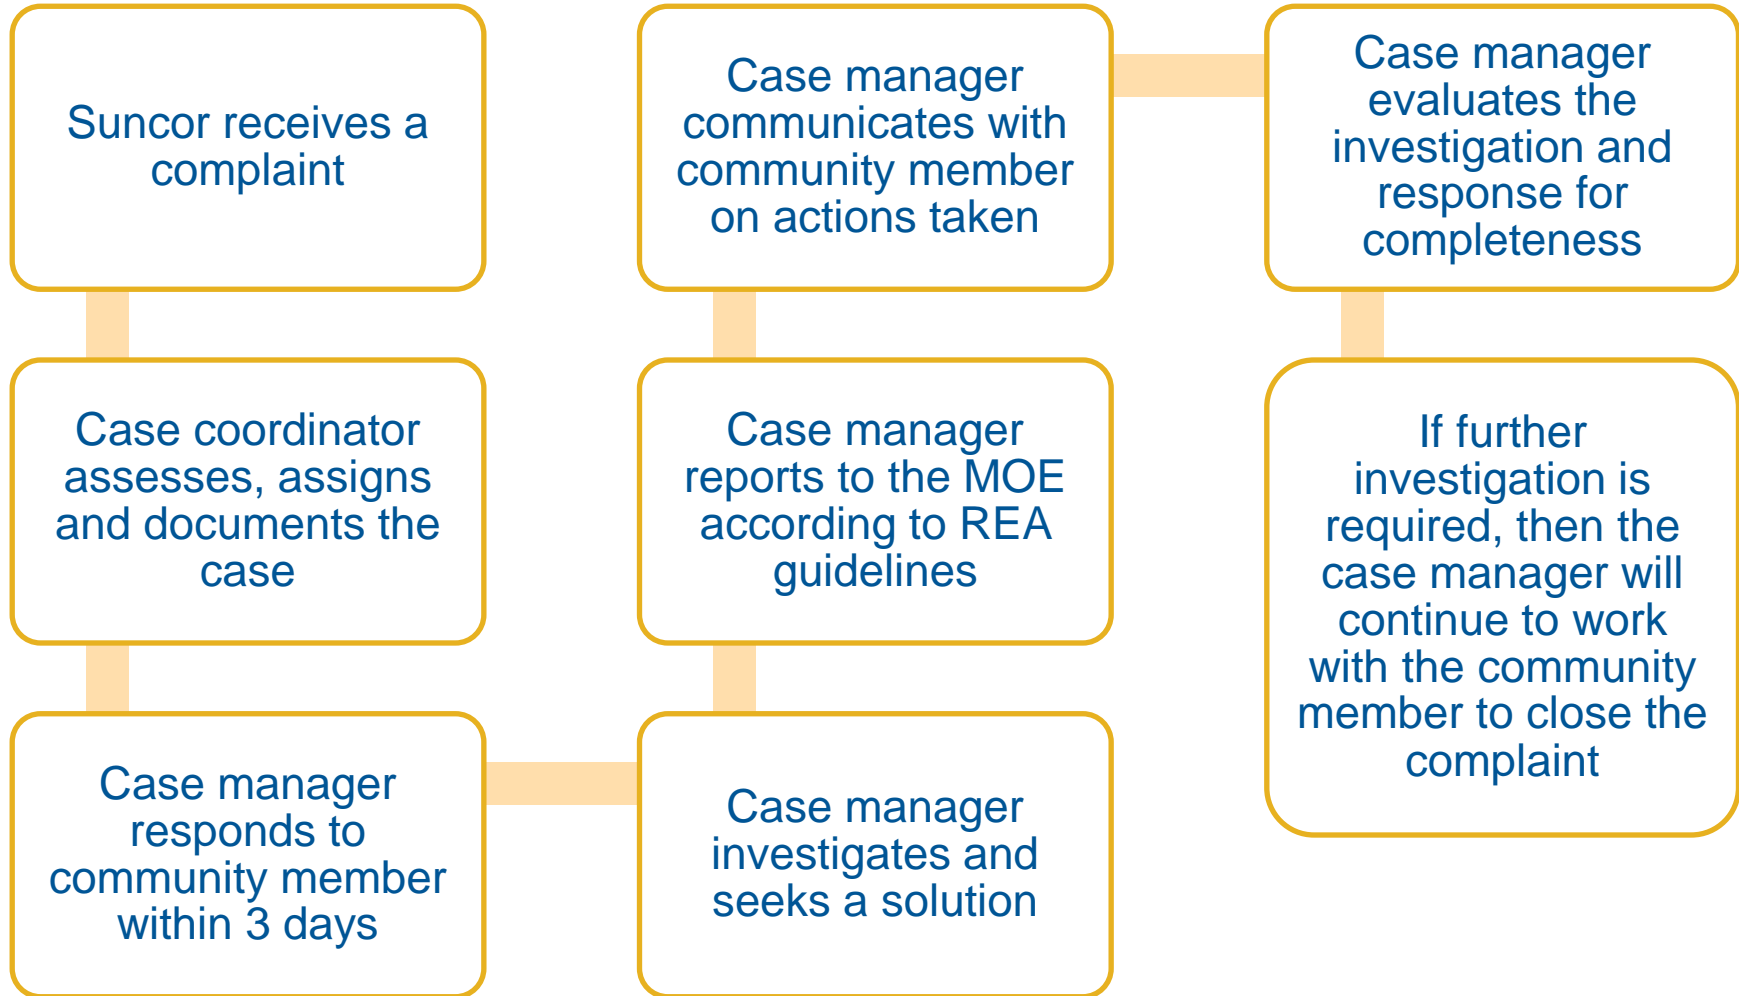 Suncor receives a
complaint
Case coordinator
assesses, assigns
and documents the
case
Case manager
responds to
community member
within 3 days
Case manager
investigates and
seeks a solution
Case manager
reports to the MOE
according to REA
guidelines
Case manager
communicates with
community member
on actions taken
Case manager
evaluates the
investigation and
response for
completeness
If further
investigation is
required, then the
case manager will
continue to work
with the community
member to close the
complaint